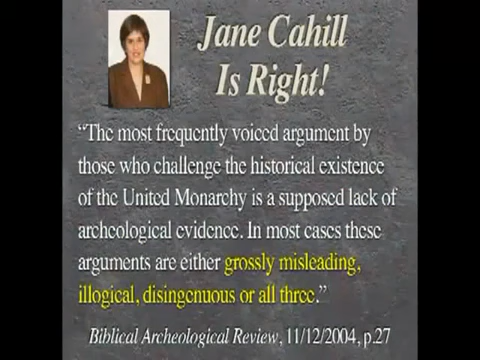 Jane Cahill
Is Right!
“The most frequently voiced argument by
those who challenge the historical existence
of the United Monarchy is a supposed lack of
archeological evidence. In most cases these
arguments are either grossly misleading,
illogical, disingenuous or all three.”
Biblical Archeological Review, 11/12/2004, p.27